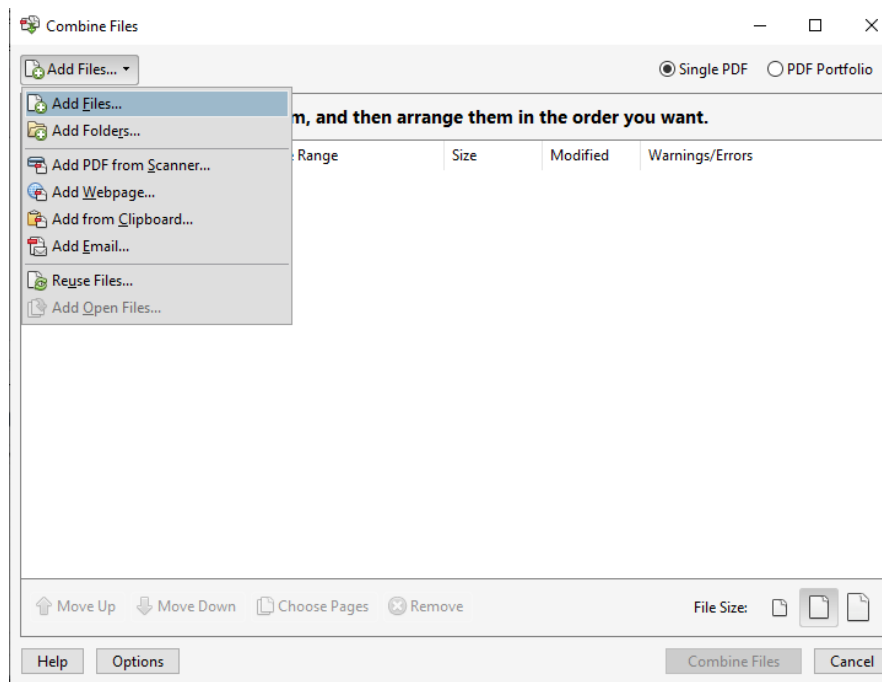 Combine Files
Add Files...
Single PDF PDF Portfolio
Add Files...
m, and then arrange them in the order you want.
Add Folders...
Range Size Modified Warnings/Errors
Add PDF from Scanner...
Add Webpage...
Add from Clipboard...
Add Email...
Reuse Files...
Add Open Files...
Move Up Move Down Choose Pages Remove File Size:
Help Options Combine Files Cancel